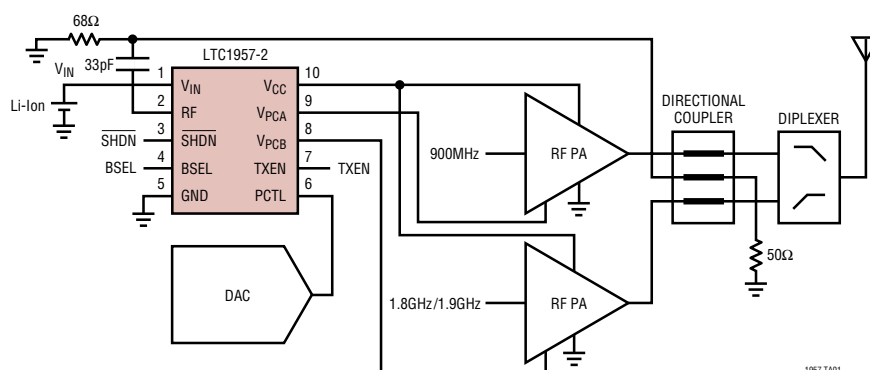 68Ω
LTC1957-2
33pF
VIN
Li-Ion
1
VIN
VCC
10
2
RF
VPCA
9
SHDN
3
SHDN
VPCB
8
BSEL
4
BSEL
TXEN
7
TXEN
5
GND
PCTL
6
DAC
900MHz
RF PA
DIRECTIONAL
COUPLER
DIPLEXER
50Ω
1.8GHz/1.9GHz
RF PA
1957 TA01